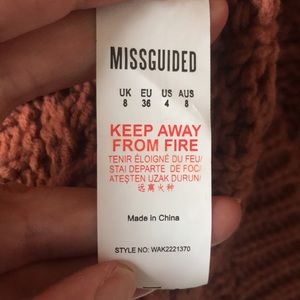 MISSGUIDED
UK EU US AUS
8 36 4 8
KEEP AWAY
FROM FIRE
TENIR ÉLOIGNÉ DU FEU/
STAI DEPARTE DE FOC/
ATEŞTEN UZAK DURUN/
远离火种
Made in China
STYLE NO: WAK2221370